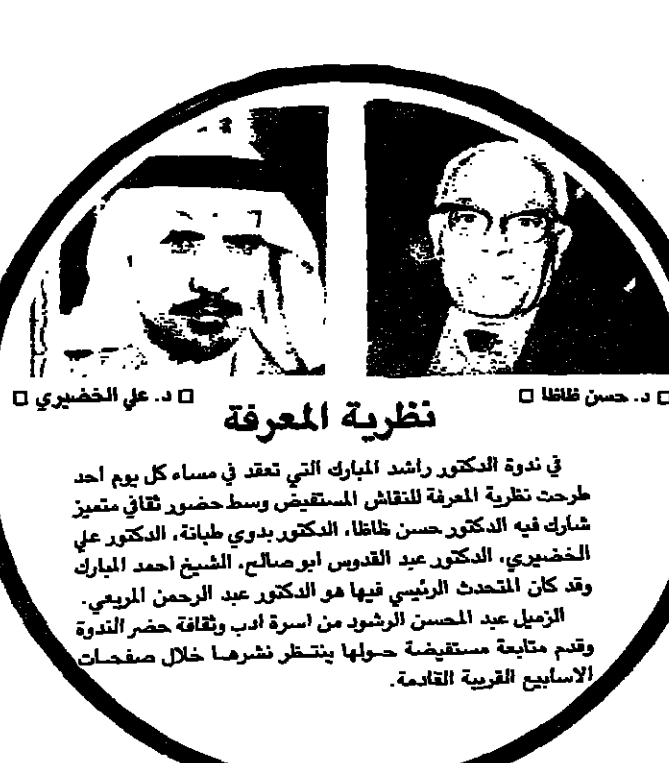 □ د. حسن ظاظا □
□ د. علي الخضيري □
نظرية المعرفة
في ندوة الدكتور راشد المبارك التي تعقد في مساء كل يوم احد
طرحت نظرية المعرفة للنقاش المستفيض وسط حضور ثقافي متميز
شارك فيه الدكتور حسن ظاظا، الدكتور بدوي طبانة، الدكتور علي
الخضيري، الدكتور عبد القدوس ابو صالح، الشيخ احمد المبارك
وقد كان المتحدث الرئيسي فيها هو الدكتور عبد الرحمن المريعي.
الزميل عبد المحسن الرشود من اسرة ادب وثقافة حضر الندوة
وقدم متابعة مستفيضة حولها ينتظر نشرها خلال صفحات
الاسابيع القريبة القادمة.